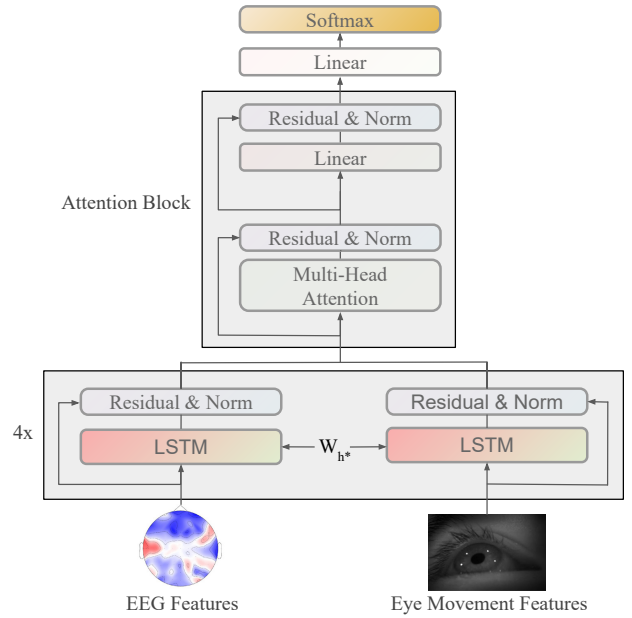 Softmax
Linear
Residual & Norm
Linear
Attention Block
Residual & Norm
Multi-Head
Attention
Residual & Norm
Residual & Norm
4x
LSTM
W_h*
LSTM
EEG Features
Eye Movement Features